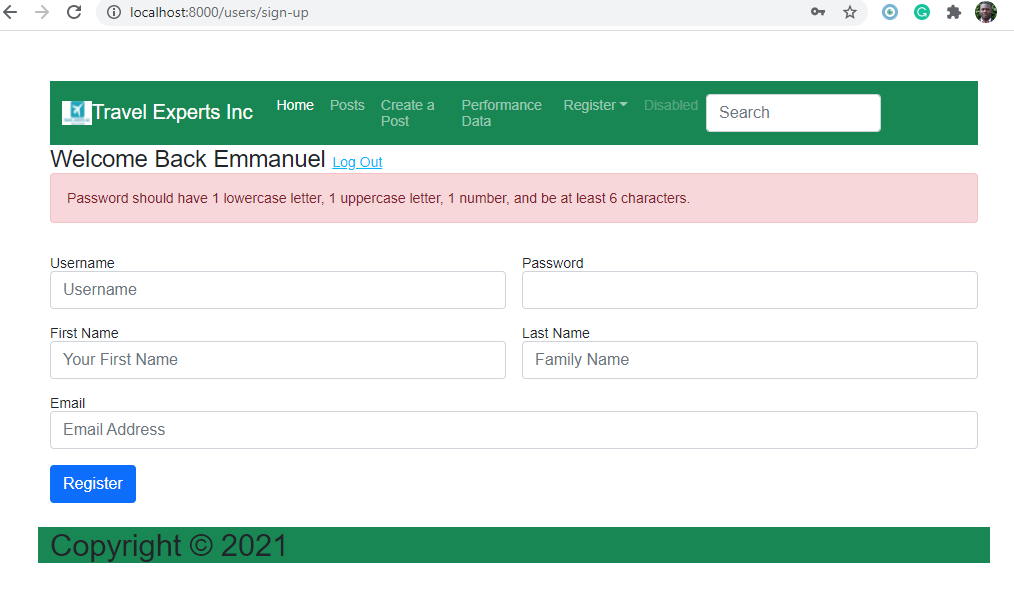 localhost:8000/users/sign-up
Travel Experts Inc Home Posts Create a Post Performance Data Register Disabled Search
Welcome Back Emmanuel Log Out
Password should have 1 lowercase letter, 1 uppercase letter, 1 number, and be at least 6 characters.
Username Password
Username
First Name Last Name
Your First Name Family Name
Email
Email Address
Register
Copyright © 2021